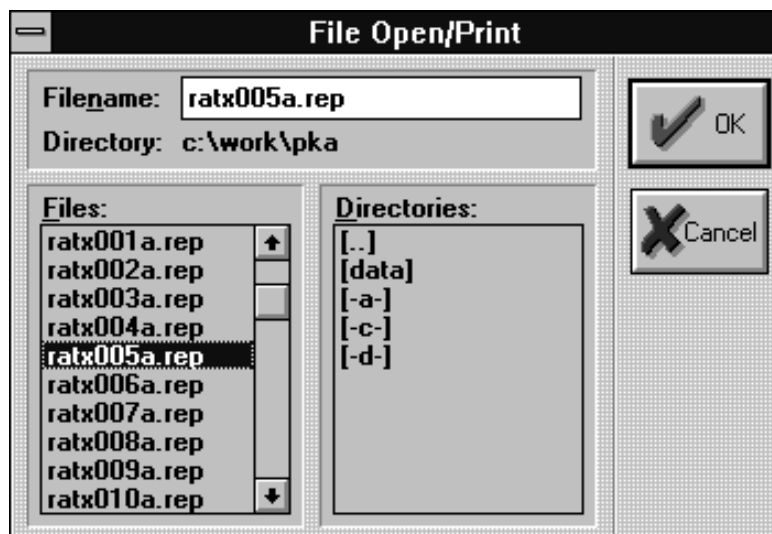 File Open/Print
Filename: ratx005a.rep
Directory: c:\work\pka
OK
Cancel
Files:
ratx001a.rep
ratx002a.rep
ratx003a.rep
ratx004a.rep
ratx005a.rep
ratx006a.rep
ratx007a.rep
ratx008a.rep
ratx009a.rep
ratx010a.rep
Directories:
[..]
[data]
[-a-]
[-c-]
[-d-]